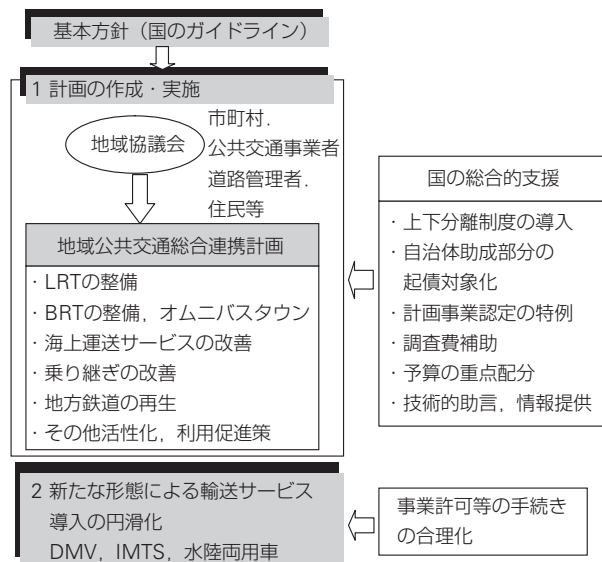 基本方針（国のガイドライン）
1 計画の作成・実施
地域協議会
市町村．
公共交通事業者
道路管理者．
住民等
地域公共交通総合連携計画
・LRTの整備
・BRTの整備，オムニバスタウン
・海上運送サービスの改善
・乗り継ぎの改善
・地方鉄道の再生
・その他活性化，利用促進策
国の総合的支援
・上下分離制度の導入
・自治体助成部分の
起債対象化
・計画事業認定の特例
・調査費補助
・予算の重点配分
・技術的助言，情報提供
2 新たな形態による輸送サービス
導入の円滑化
DMV，IMTS，水陸両用車
事業許可等の手続き
の合理化